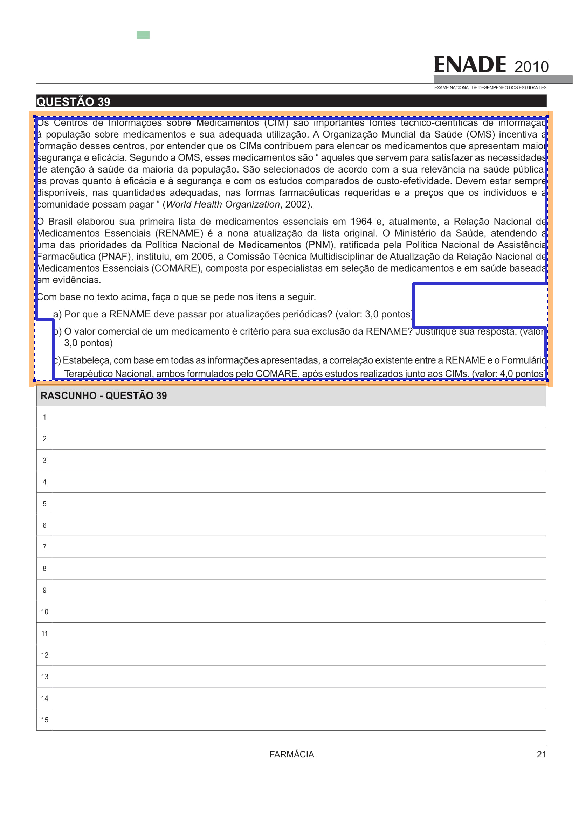 ENADE 2010
EXAME NACIONAL DE DESEMPENHO DOS ESTUDANTES
QUESTÃO 39
Os Centros de Informações sobre Medicamentos (CIM) são importantes fontes técnico-científicas de informação
à população sobre medicamentos e sua adequada utilização. A Organização Mundial da Saúde (OMS) incentiva a
formação desses centros, por entender que os CIMs contribuem para elencar os medicamentos que apresentam maior
segurança e eficácia. Segundo a OMS, esses medicamentos são " aqueles que servem para satisfazer as necessidades
de atenção à saúde da maioria da população. São selecionados de acordo com a sua relevância na saúde pública,
as provas quanto à eficácia e à segurança e com os estudos comparados de custo-efetividade. Devem estar sempre
disponíveis, nas quantidades adequadas, nas formas farmacêuticas requeridas e a preços que os indivíduos e a
comunidade possam pagar " (World Health Organization, 2002).
O Brasil elaborou sua primeira lista de medicamentos essenciais em 1964 e, atualmente, a Relação Nacional de
Medicamentos Essenciais (RENAME) é a nona atualização da lista original. O Ministério da Saúde, atendendo a
uma das prioridades da Política Nacional de Medicamentos (PNM), ratificada pela Política Nacional de Assistência
Farmacêutica (PNAF), instituiu, em 2005, a Comissão Técnica Multidisciplinar de Atualização da Relação Nacional de
Medicamentos Essenciais (COMARE), composta por especialistas em seleção de medicamentos e em saúde baseada
em evidências.
Com base no texto acima, faça o que se pede nos itens a seguir.
a) Por que a RENAME deve passar por atualizações periódicas? (valor: 3,0 pontos)
b) O valor comercial de um medicamento é critério para sua exclusão da RENAME? Justifique sua resposta. (valor:
3,0 pontos)
c) Estabeleça, com base em todas as informações apresentadas, a correlação existente entre a RENAME e o Formulário
Terapêutico Nacional, ambos formulados pelo COMARE, após estudos realizados junto aos CIMs. (valor: 4,0 pontos)
RASCUNHO - QUESTÃO 39
1
2
3
4
5
6
7
8
9
10
11
12
13
14
15
FARMÁCIA 21